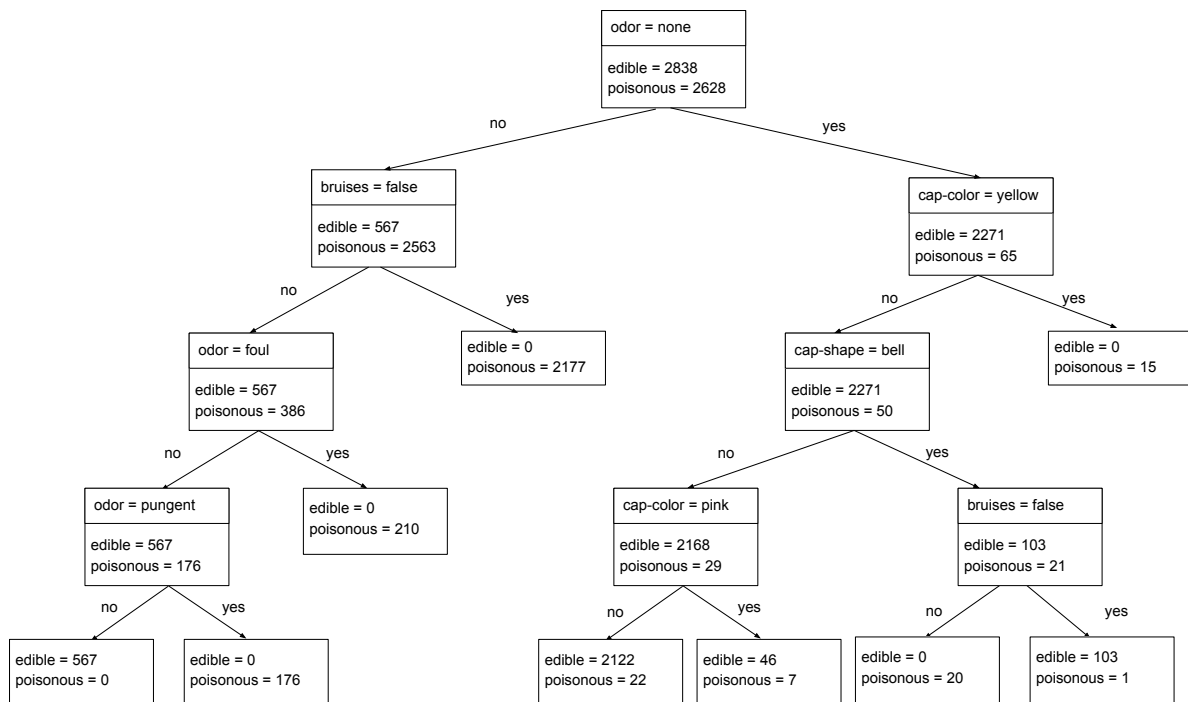 odor = none
edible = 2838
poisonous = 2628
no
yes
bruises = false
edible = 567
poisonous = 2563
cap-color = yellow
edible = 2271
poisonous = 65
no
yes
no
yes
odor = foul
edible = 567
poisonous = 386
edible = 0
poisonous = 2177
cap-shape = bell
edible = 2271
poisonous = 50
edible = 0
poisonous = 15
no
yes
no
yes
odor = pungent
edible = 567
poisonous = 176
edible = 0
poisonous = 210
cap-color = pink
edible = 2168
poisonous = 29
bruises = false
edible = 103
poisonous = 21
no
yes
no
yes
no
yes
edible = 567
poisonous = 0
edible = 0
poisonous = 176
edible = 2122
poisonous = 22
edible = 46
poisonous = 7
edible = 0
poisonous = 20
edible = 103
poisonous = 1